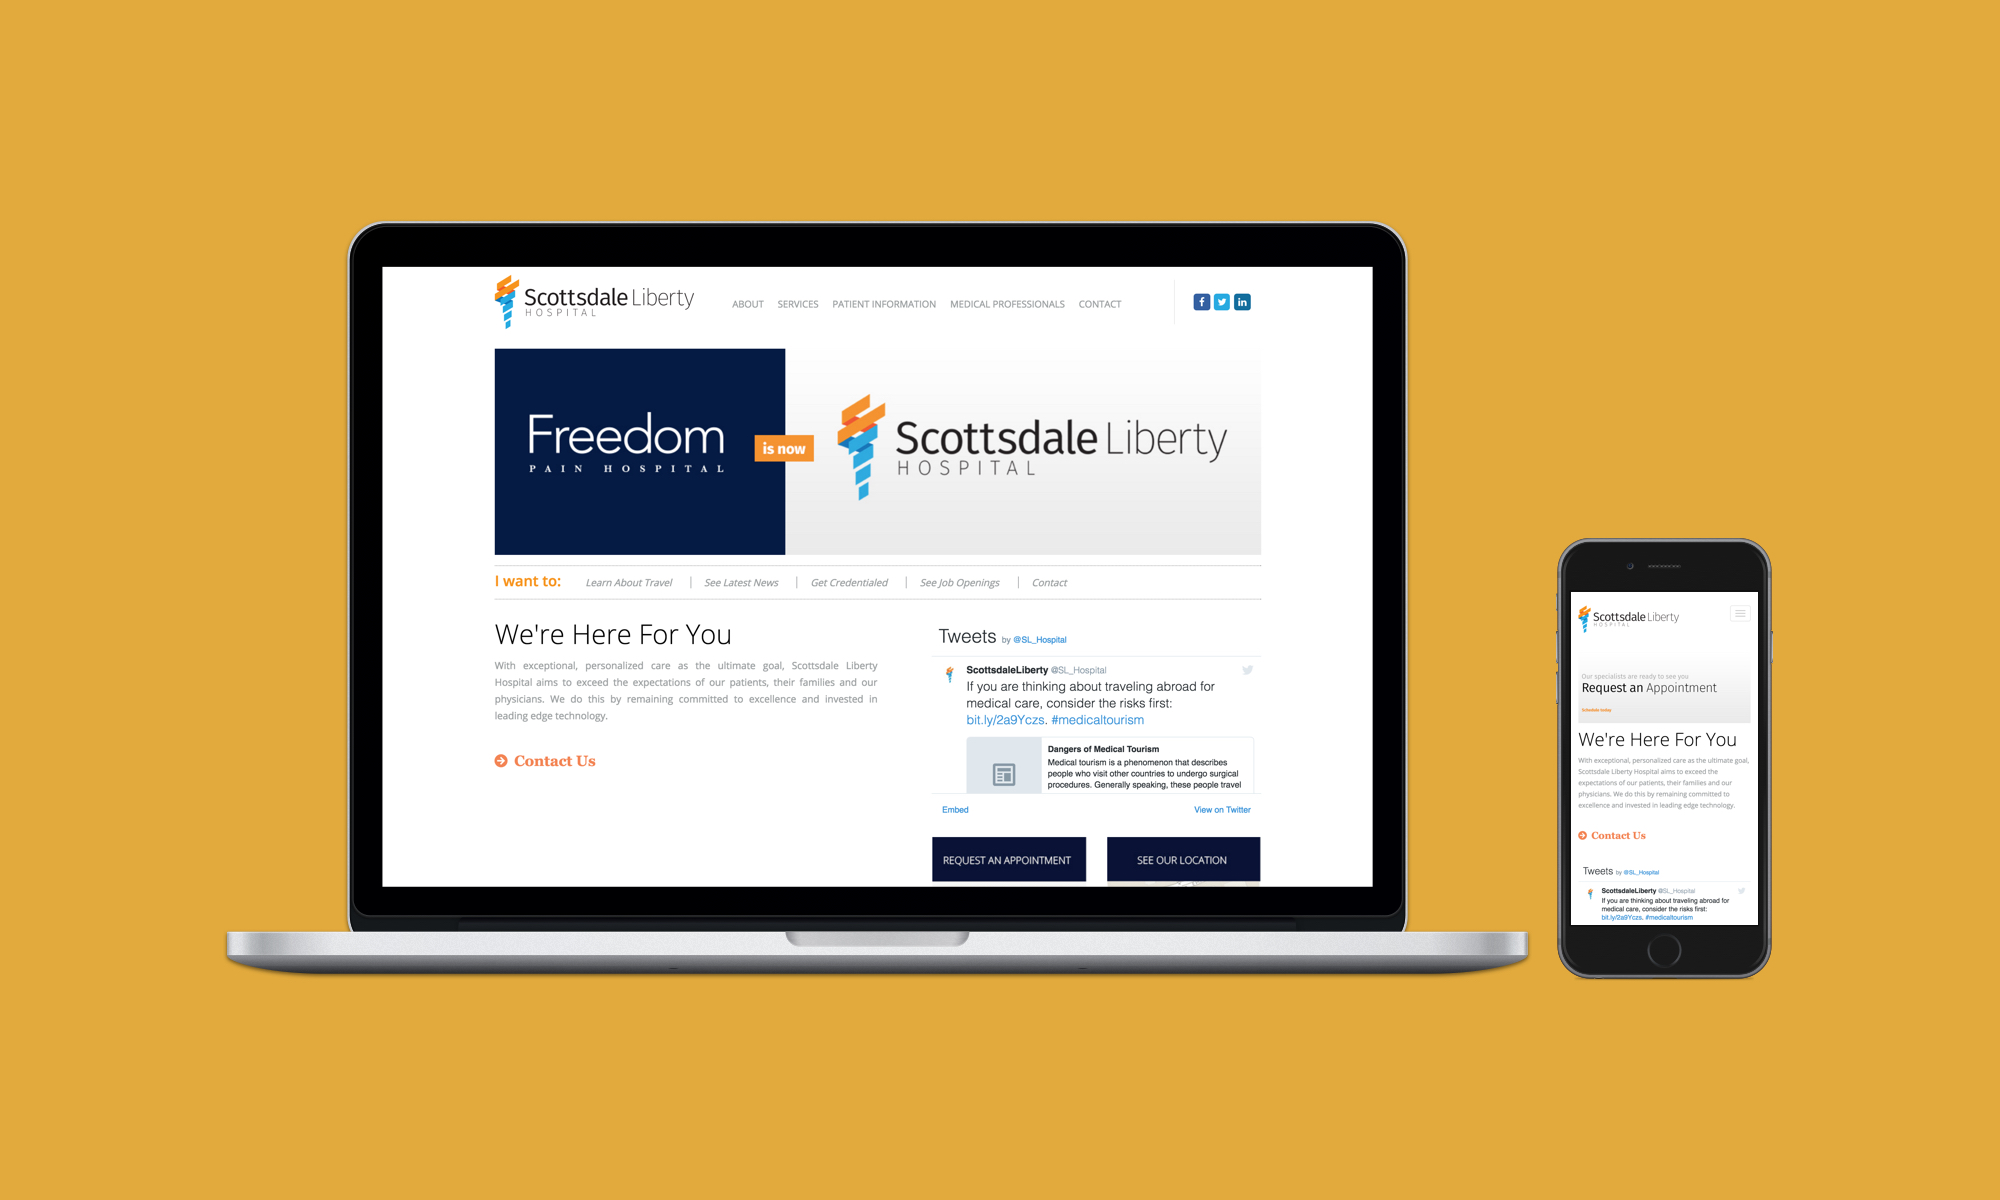 Scottsdale Liberty
HOSPITAL
ABOUT SERVICES PATIENT INFORMATION MEDICAL PROFESSIONALS CONTACT
Freedom
PAIN HOSPITAL
is now
Scottsdale Liberty
HOSPITAL
I want to: Learn About Travel | See Latest News | Get Credentialed | See Job Openings | Contact
We're Here For You
With exceptional, personalized care as the ultimate goal, Scottsdale Liberty
Hospital aims to exceed the expectations of our patients, their families and our
physicians. We do this by remaining committed to excellence and invested in
leading edge technology.
Contact Us
Tweets by @SL_Hospital
ScottsdaleLiberty @SL_Hospital
If you are thinking about traveling abroad for
medical care, consider the risks first:
bit.ly/2a9Yczs. #medicaltourism
Dangers of Medical Tourism
Medical tourism is a phenomenon that describes
people who visit other countries to undergo surgical
procedures. Generally speaking, these people travel
Embed View on Twitter
REQUEST AN APPOINTMENT SEE OUR LOCATION
Scottsdale Liberty
HOSPITAL
Our specialists are ready to see you
Request an Appointment
Schedule today
We're Here For You
With exceptional, personalized care as the ultimate goal,
Scottsdale Liberty Hospital aims to exceed the
expectations of our patients, their families and our
physicians. We do this by remaining committed to
excellence and invested in leading edge technology.
Contact Us
Tweets by @SL_Hospital
ScottsdaleLiberty @SL_Hospital
If you are thinking about traveling abroad for
medical care, consider the risks first:
bit.ly/2a9Yczs. #medicaltourism